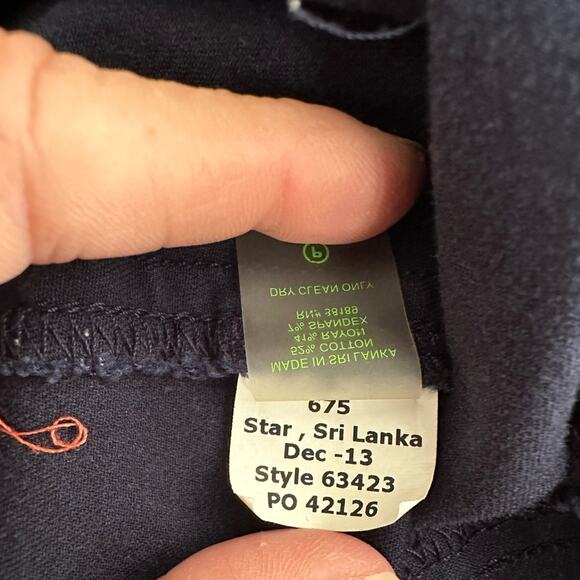 MADE IN SRI LANKA
52% COTTON
41% RAYON
7% SPANDEX
RN# 38189
DRY CLEAN ONLY
P
675
Star , Sri Lanka
Dec -13
Style 63423
PO 42126